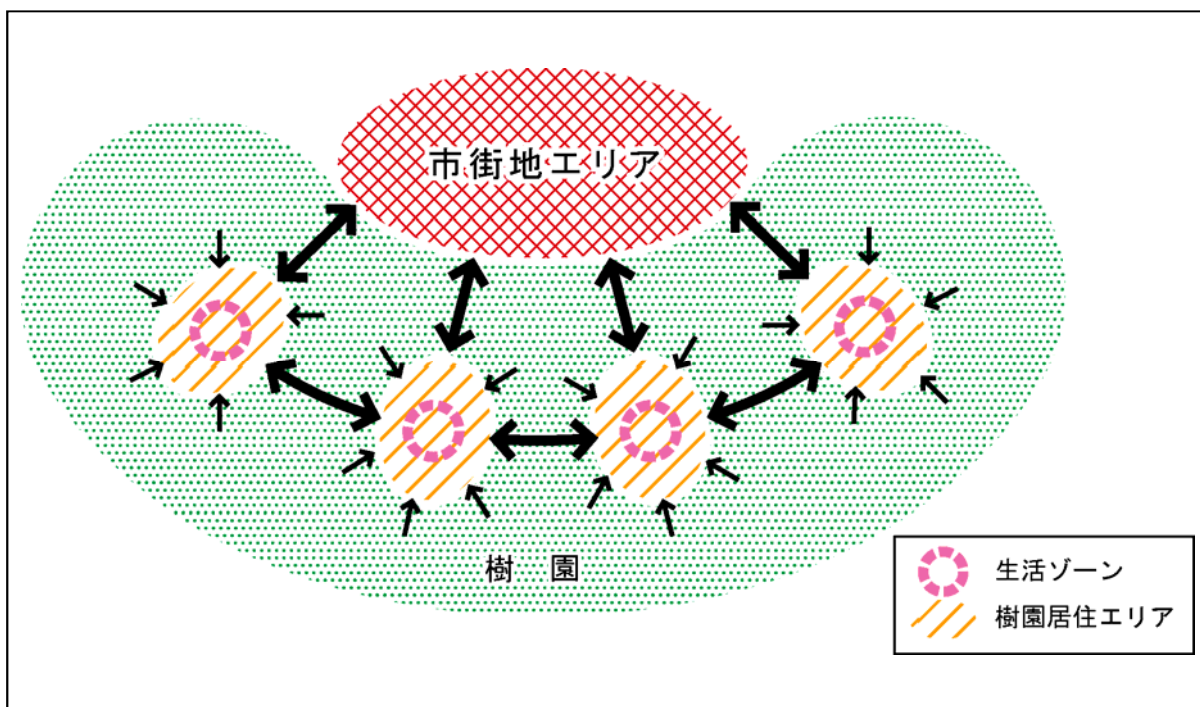 市街地エリア
樹 園
生活ゾーン
樹園居住エリア